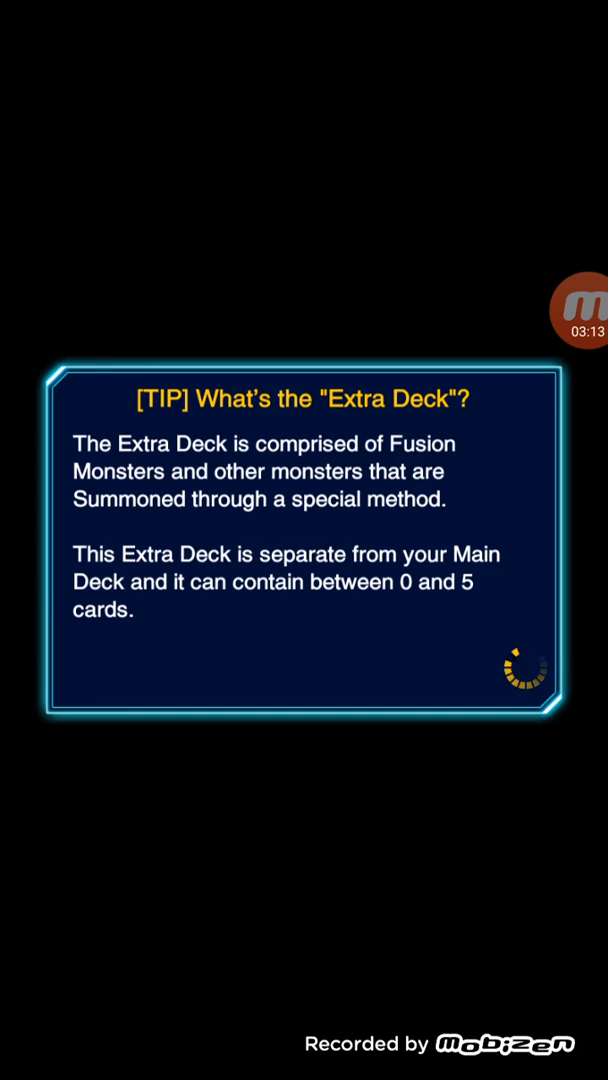 m
03:13
[TIP] What's the "Extra Deck"?
The Extra Deck is comprised of Fusion
Monsters and other monsters that are
Summoned through a special method.
This Extra Deck is separate from your Main
Deck and it can contain between 0 and 5
cards.
Recorded by mobizen